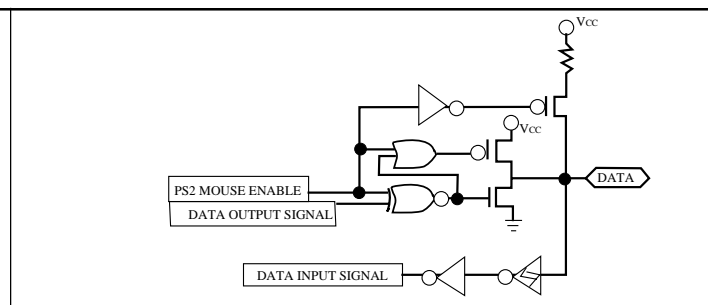 Vcc
Vcc
PS2 MOUSE ENABLE
DATA
DATA OUTPUT SIGNAL
DATA INPUT SIGNAL